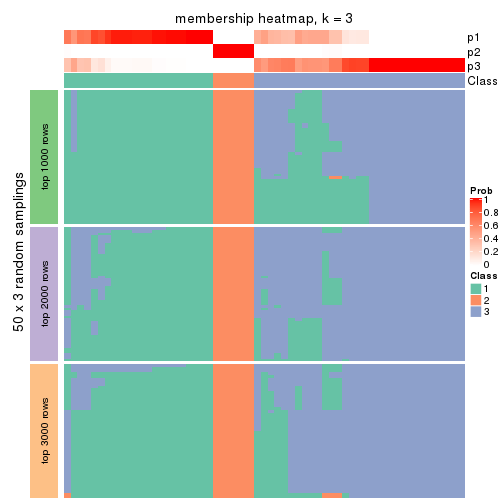 membership heatmap, k = 3
p1
p2
p3
Class
50 x 3 random samplings
top 1000 rows
top 2000 rows
top 3000 rows
Prob
1
0.8
0.6
0.4
0.2
0
Class
1
2
3